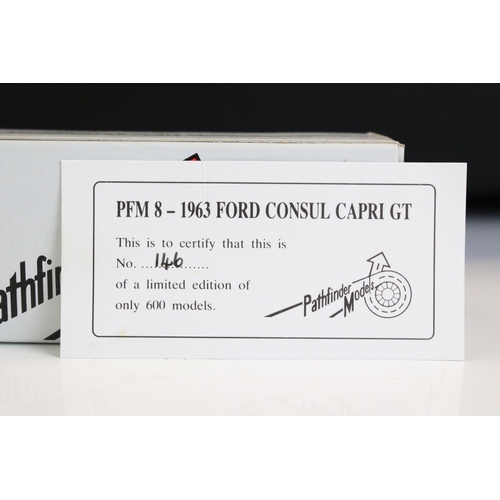 PFM 8 – 1963 FORD CONSUL CAPRI GT
This is to certify that this is
No. ...146.......
of a limited edition of
only 600 models.
Pathfinder
Models
athfin